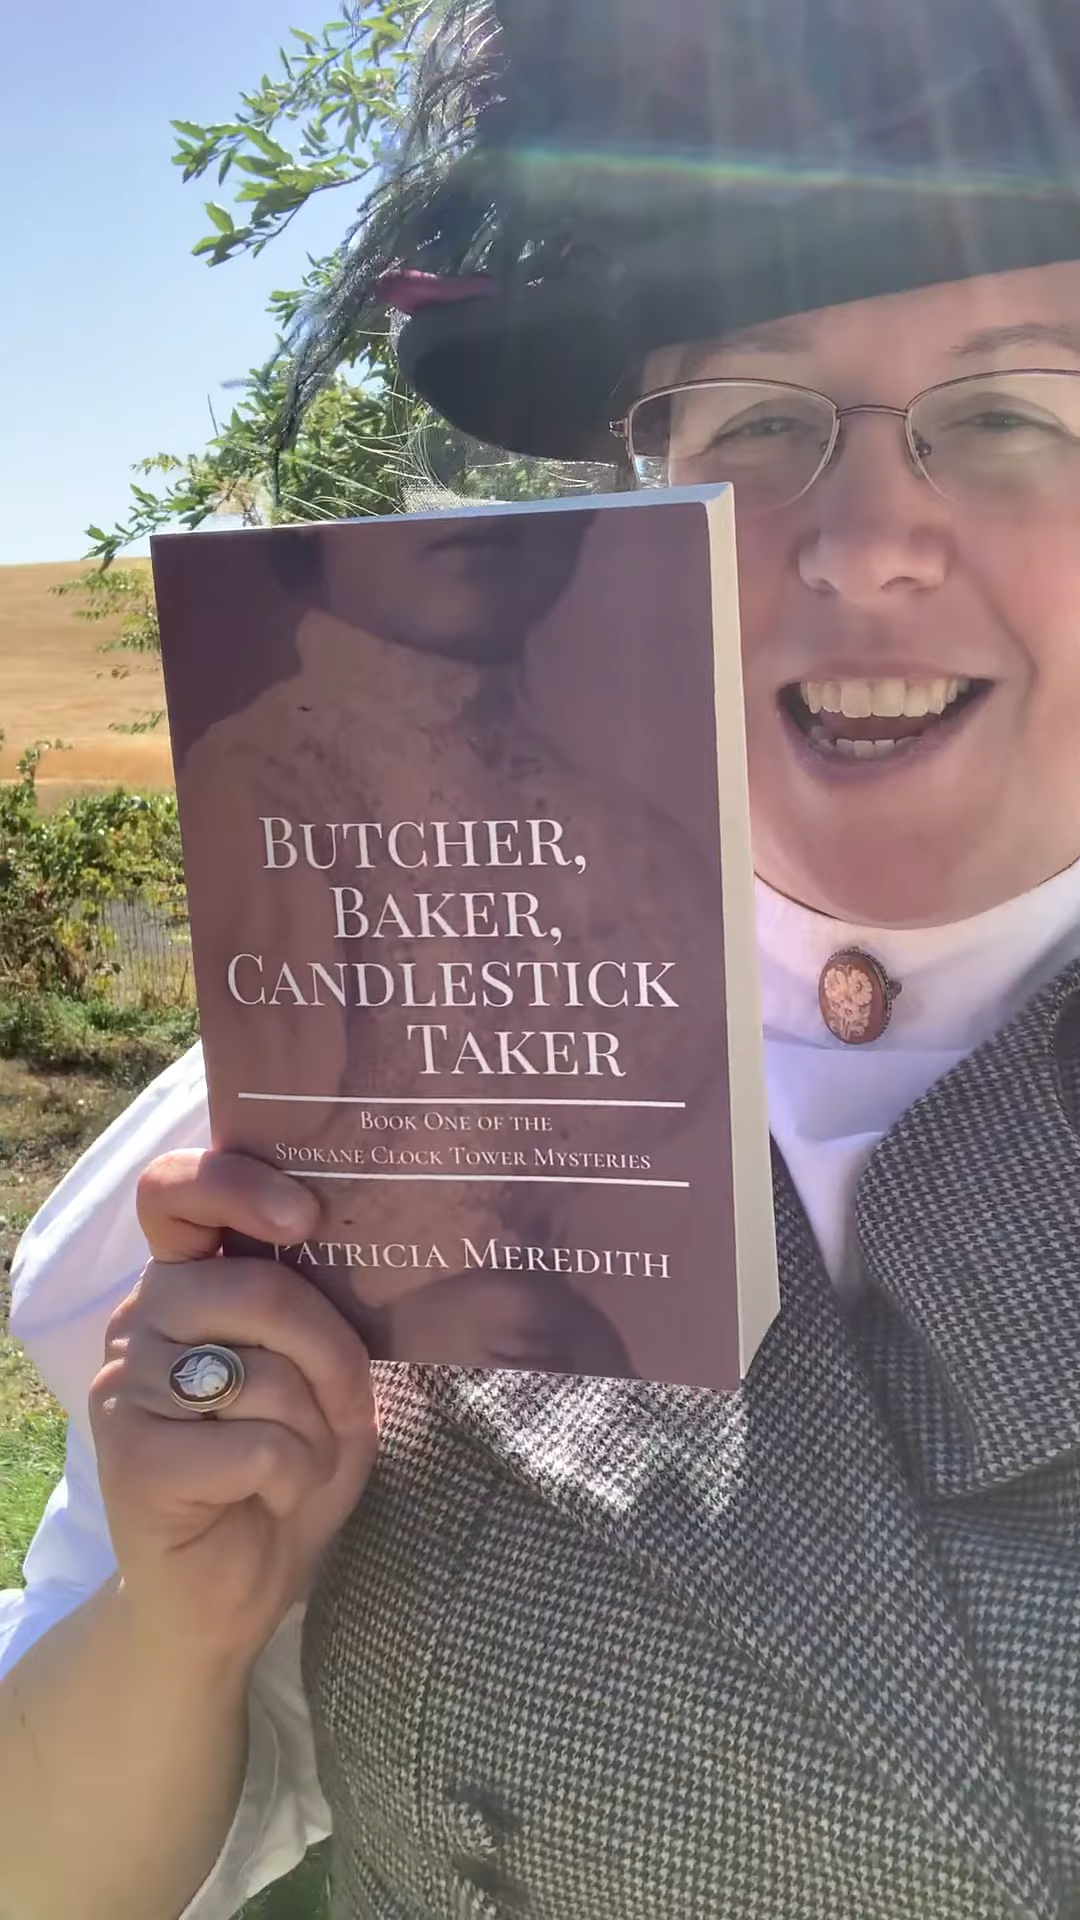 BUTCHER,
BAKER,
CANDLESTICK
TAKER
BOOK ONE OF THE
SPOKANE CLOCK TOWER MYSTERIES
PATRICIA MEREDITH